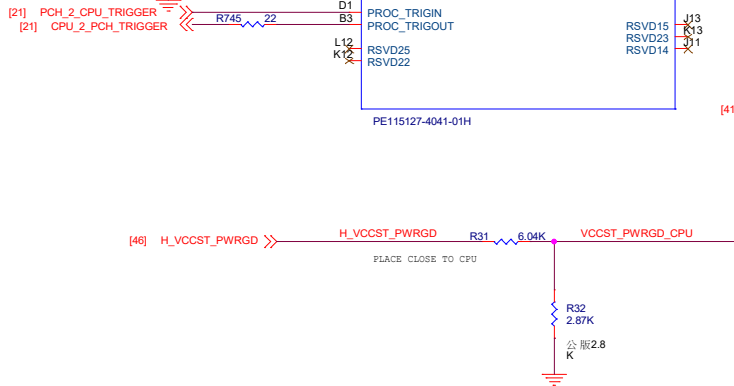 [21] PCH_2_CPU_TRIGGER D1 PROC_TRIGIN
[21] CPU_2_PCH_TRIGGER R745 22 B3 PROC_TRIGOUT
RSVD15 J13
RSVD23 K13
RSVD14 J11
L12 RSVD25
K12 RSVD22
PE115127-4041-01H
[41
[46] H_VCCST_PWRGD H_VCCST_PWRGD R31 6.04K VCCST_PWRGD_CPU
PLACE CLOSE TO CPU
R32
2.87K
公版2.8
K